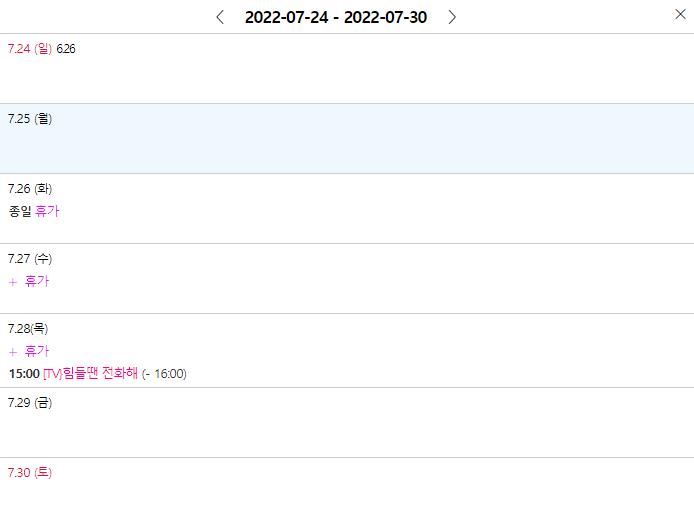 2022-07-24 - 2022-07-30
7.24 (일) 6.26
7.25 (월)
7.26 (화)
종일 휴가
7.27 (수)
+ 휴가
7.28(목)
+ 휴가
15:00 [TV]힘들땐 전화해 (- 16:00)
7.29 (금)
7.30 (토)